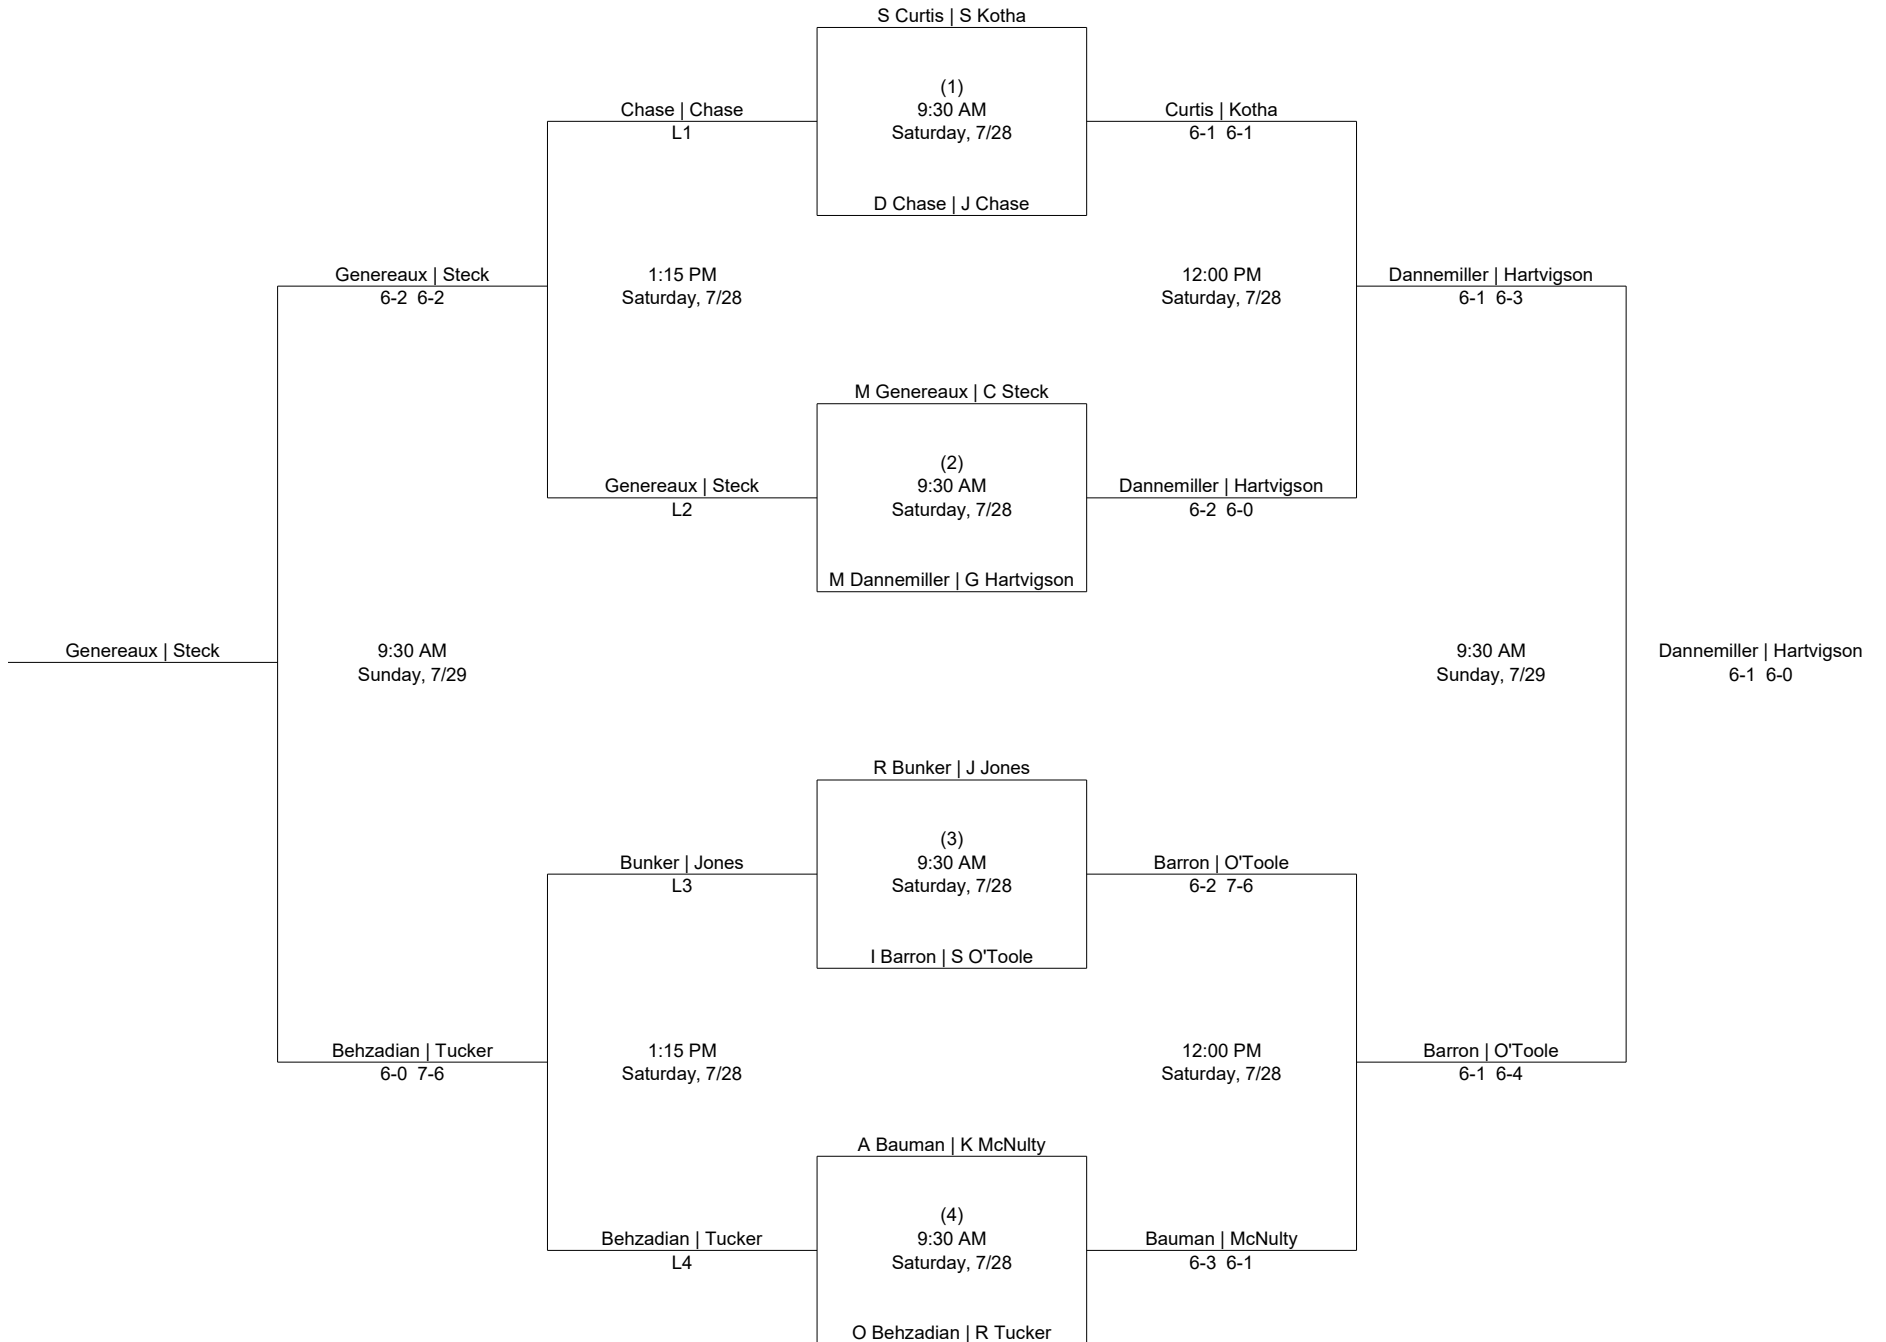 S Curtis | S Kotha
(1)
Chase | Chase
9:30 AM
Curtis | Kotha
L1
Saturday, 7/28
6-1  6-1
D Chase | J Chase
Genereaux | Steck
1:15 PM
12:00 PM
Dannemiller | Hartvigson
6-2  6-2
Saturday, 7/28
Saturday, 7/28
6-1  6-3
M Genereaux | C Steck
(2)
Genereaux | Steck
9:30 AM
Dannemiller | Hartvigson
L2
Saturday, 7/28
6-2  6-0
M Dannemiller | G Hartvigson
Genereaux | Steck
9:30 AM
9:30 AM
Dannemiller | Hartvigson
Sunday, 7/29
Sunday, 7/29
6-1  6-0
R Bunker | J Jones
(3)
Bunker | Jones
9:30 AM
Barron | O'Toole
L3
Saturday, 7/28
6-2  7-6
I Barron | S O'Toole
Behzadian | Tucker
1:15 PM
12:00 PM
Barron | O'Toole
6-0  7-6
Saturday, 7/28
Saturday, 7/28
6-1  6-4
A Bauman | K McNulty
(4)
Behzadian | Tucker
9:30 AM
Bauman | McNulty
L4
Saturday, 7/28
6-3  6-1
O Behzadian | R Tucker